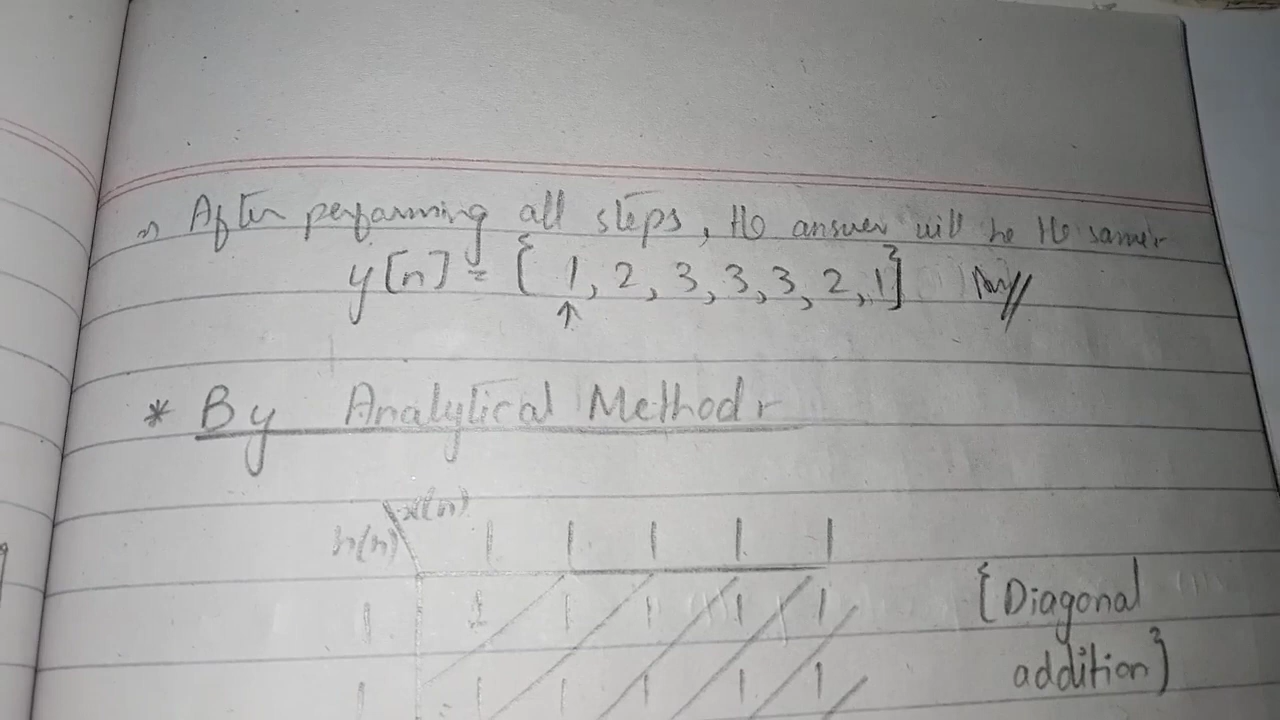 ⇒ After performing all steps, the answer will be the same:-
y[n] = { 1, 2, 3, 3, 3, 2, 1} Ans//
↑
* By Analytical Method:-
x(n)
h(n) 1 1 1 1 1
1 1 1 1 1 1 {Diagonal
1 1 1 1 1 1 addition}